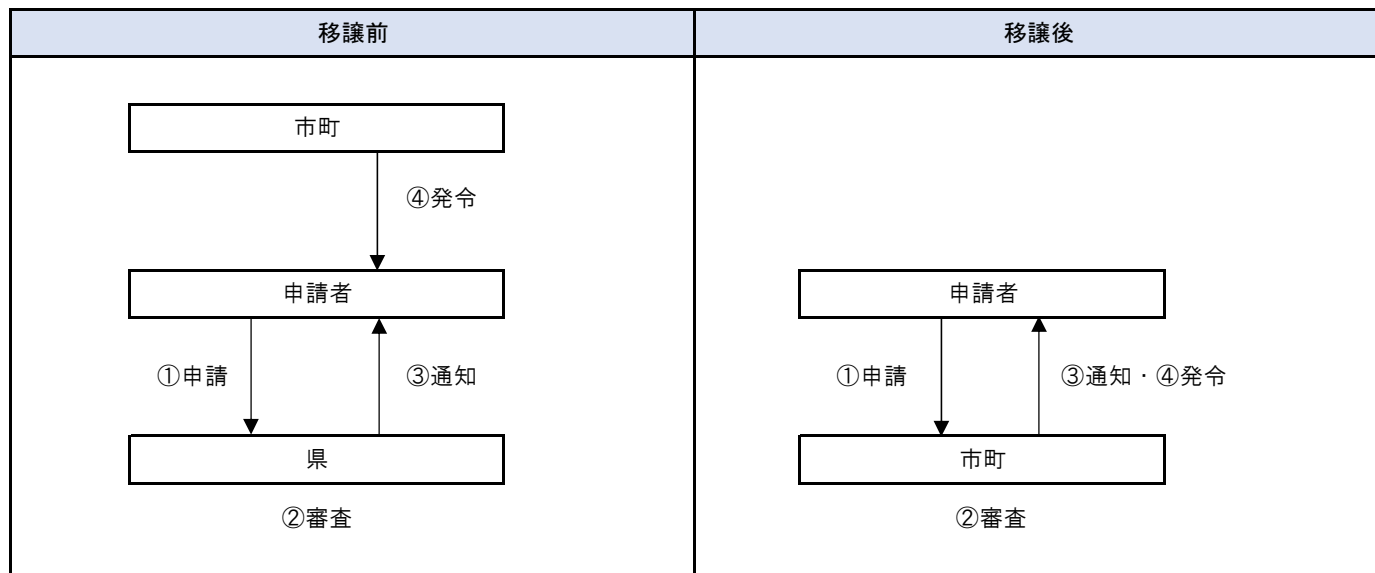 移譲前
移譲後
市町
④発令
申請者
①申請
③通知
県
②審査
申請者
①申請
③通知・④発令
市町
②審査